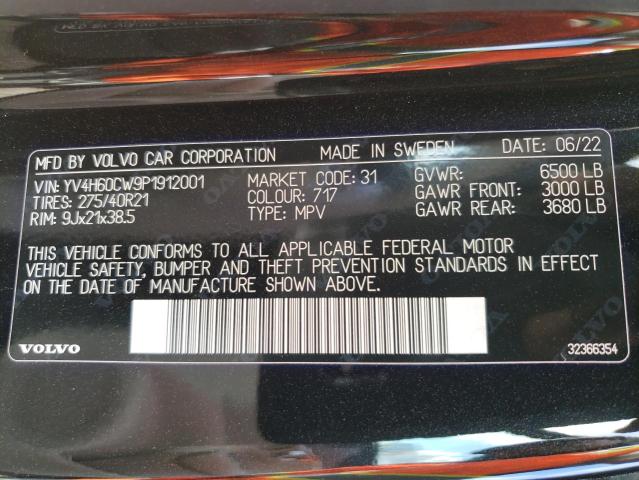 MFD BY VOLVO CAR CORPORATION MADE IN SWEDEN DATE: 06/22
VIN: YV4H60CW9P1912001 MARKET CODE: 31 GVWR: 6500 LB
TIRES: 275/40R21 COLOUR: 717 GAWR FRONT: 3000 LB
RIM: 9Jx21x38.5 TYPE: MPV GAWR REAR: 3680 LB
THIS VEHICLE CONFORMS TO ALL APPLICABLE FEDERAL MOTOR
VEHICLE SAFETY, BUMPER AND THEFT PREVENTION STANDARDS IN EFFECT
ON THE DATE OF MANUFACTURE SHOWN ABOVE.
VOLVO 32366354